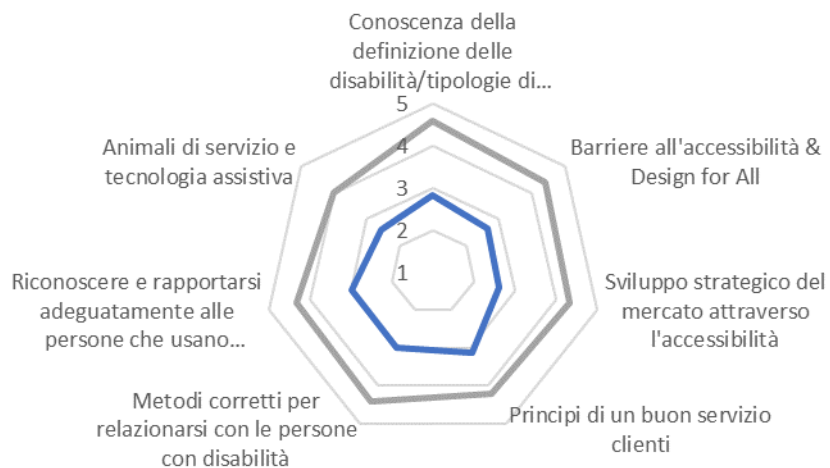 Conoscenza della
definizione delle
disabilità/tipologie di...
Barriere all'accessibilità &
Design for All
Sviluppo strategico del
mercato attraverso
l'accessibilità
Principi di un buon servizio
clienti
Metodi corretti per
relazionarsi con le persone
con disabilità
Riconoscere e rapportarsi
adeguatamente alle
persone che usano...
Animali di servizio e
tecnologia assistiva
5
4
3
2
1